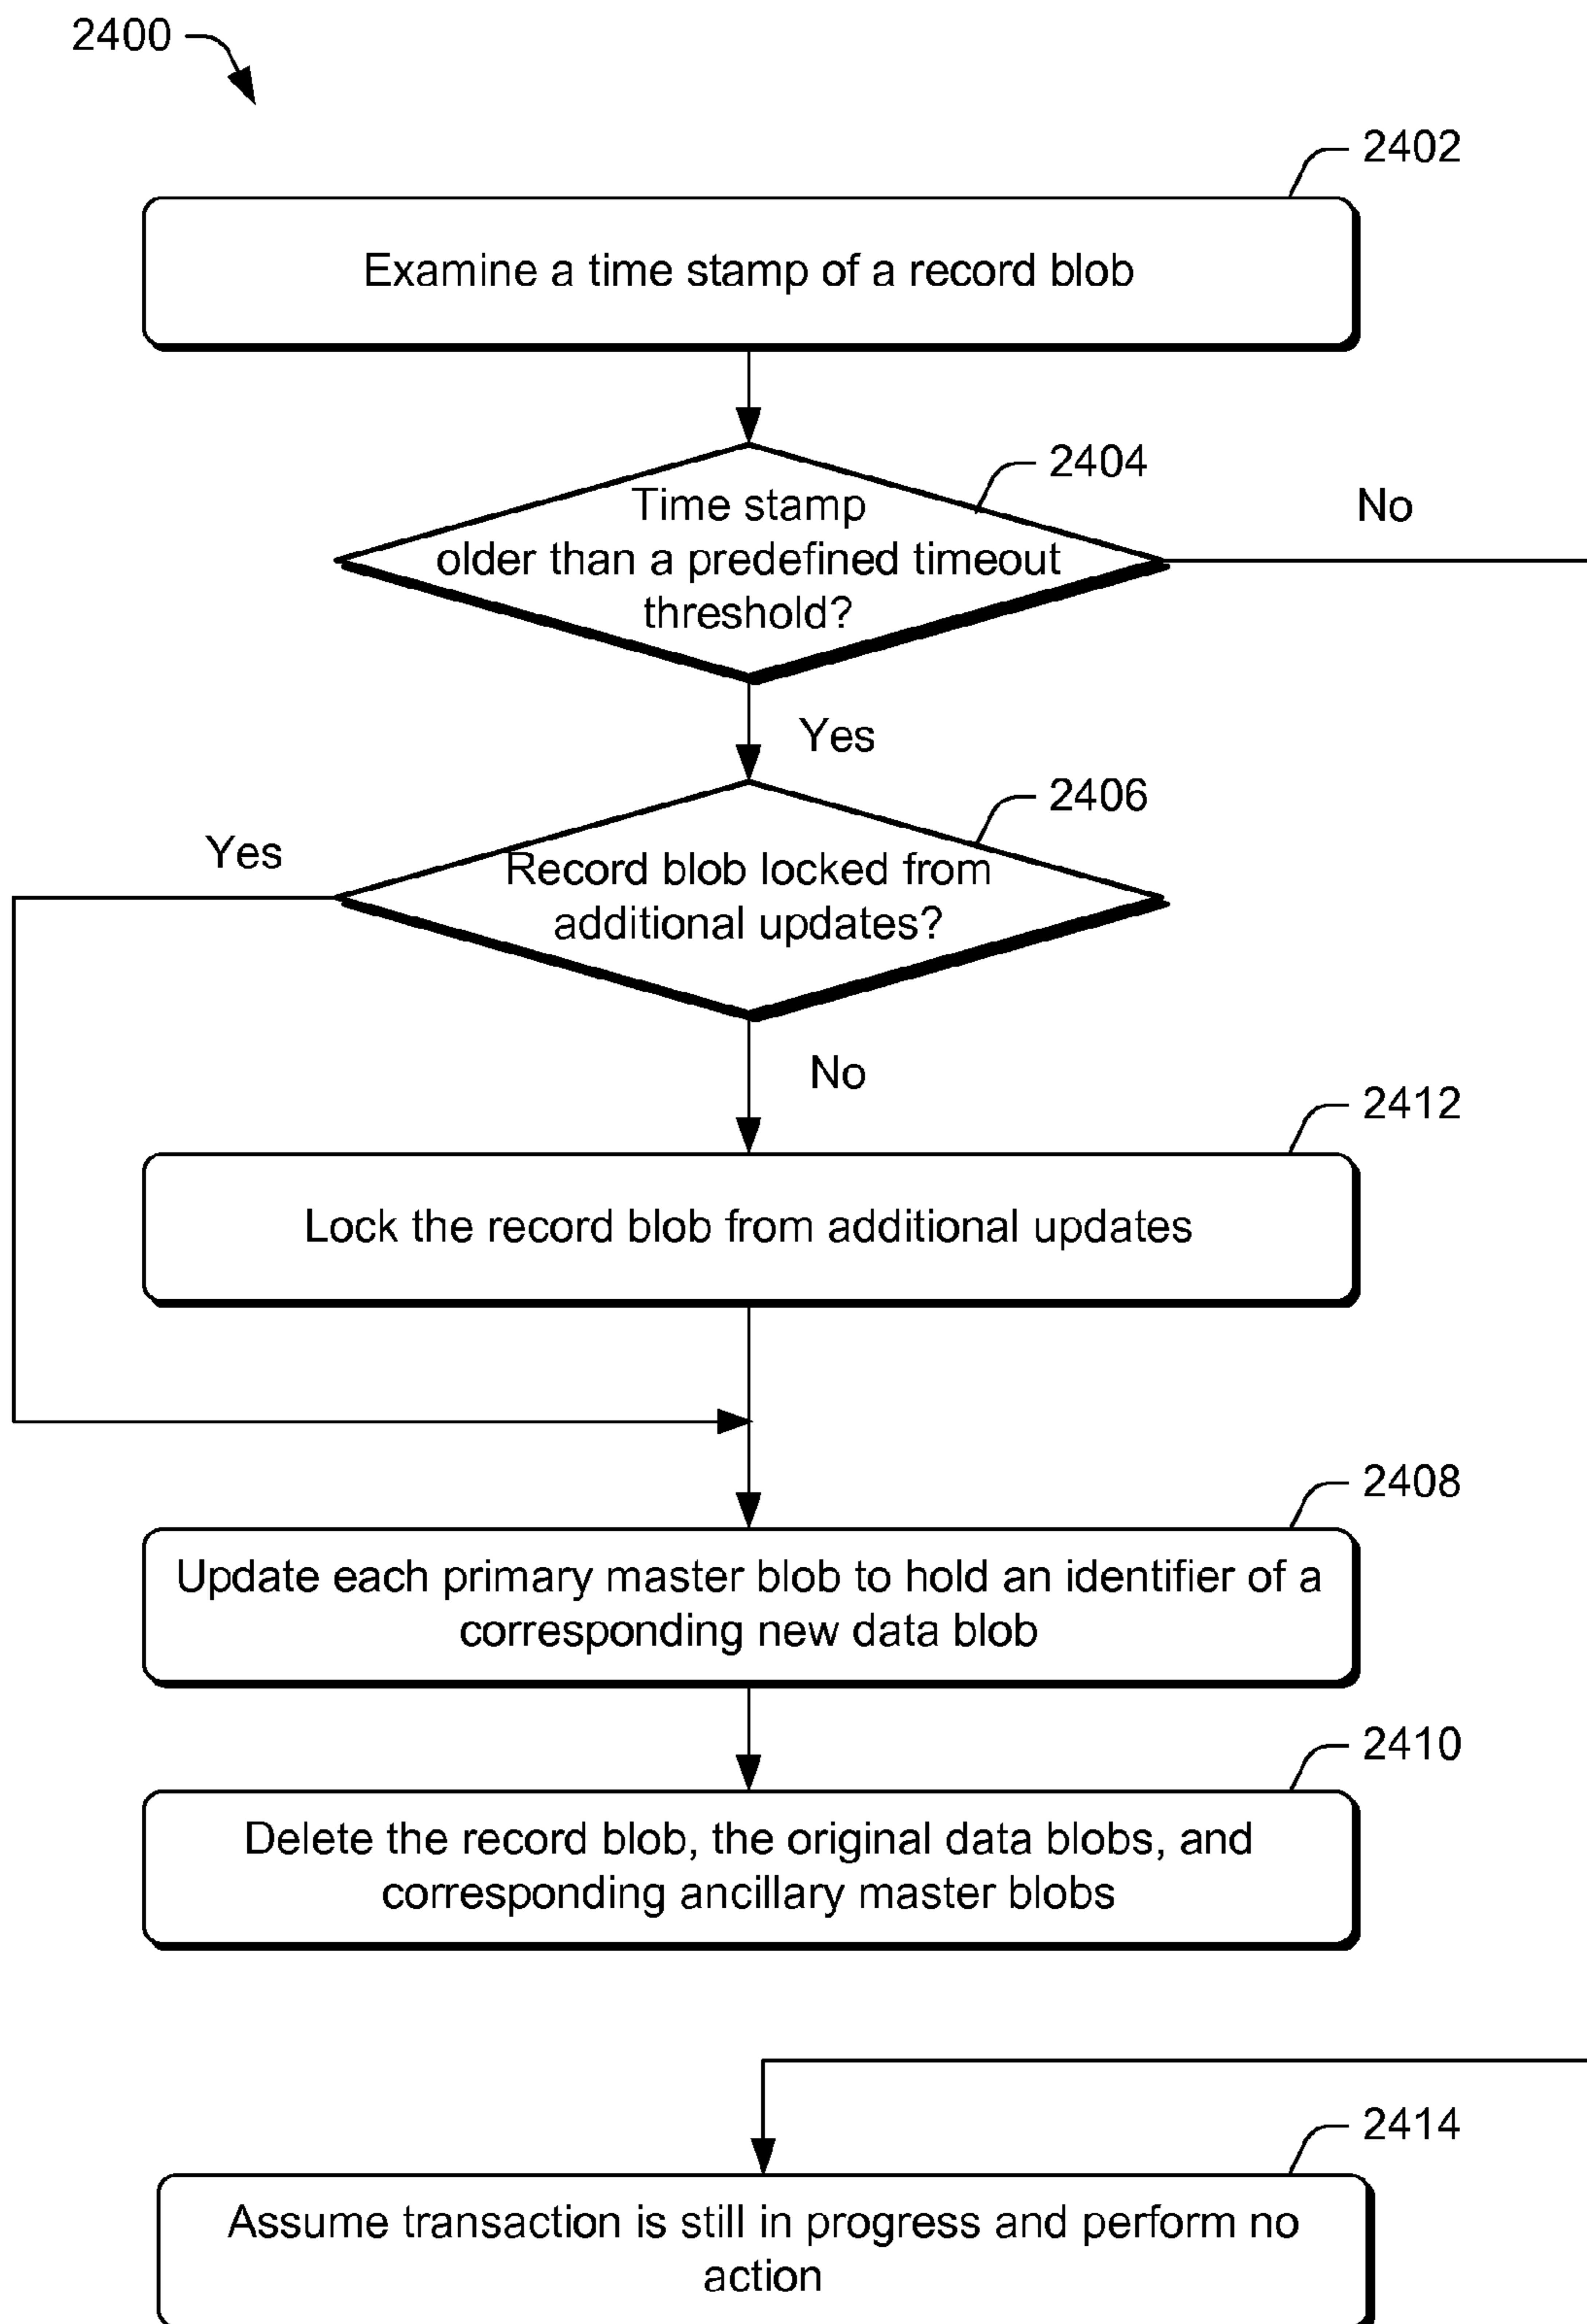 2400
2402
Examine a time stamp of a record blob
2404
No
Time stamp
older than a predefined timeout
threshold?
Yes
2406
Yes
Record blob locked from
additional updates?
No
2412
Lock the record blob from additional updates
2408
Update each primary master blob to hold an identifier of a
corresponding new data blob
2410
Delete the record blob, the original data blobs, and
corresponding ancillary master blobs
2414
Assume transaction is still in progress and perform no
action